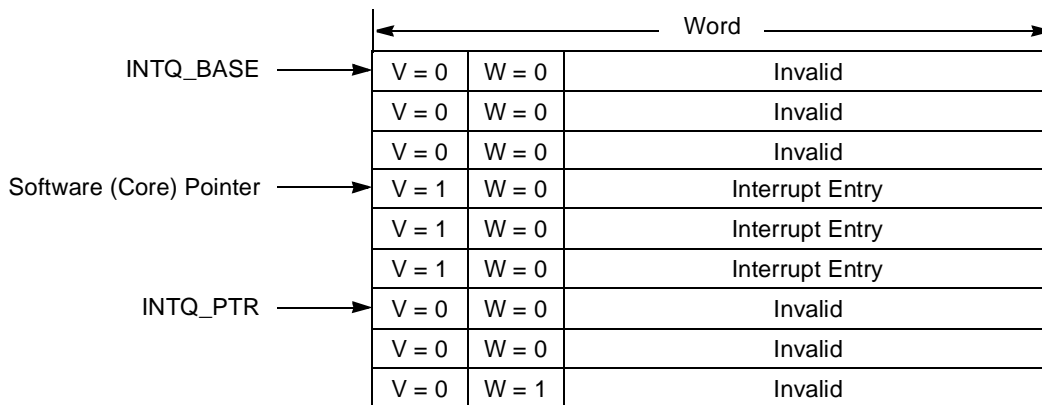 Word
INTQ_BASE V = 0 W = 0 Invalid
V = 0 W = 0 Invalid
V = 0 W = 0 Invalid
Software (Core) Pointer V = 1 W = 0 Interrupt Entry
V = 1 W = 0 Interrupt Entry
V = 1 W = 0 Interrupt Entry
INTQ_PTR V = 0 W = 0 Invalid
V = 0 W = 0 Invalid
V = 0 W = 1 Invalid